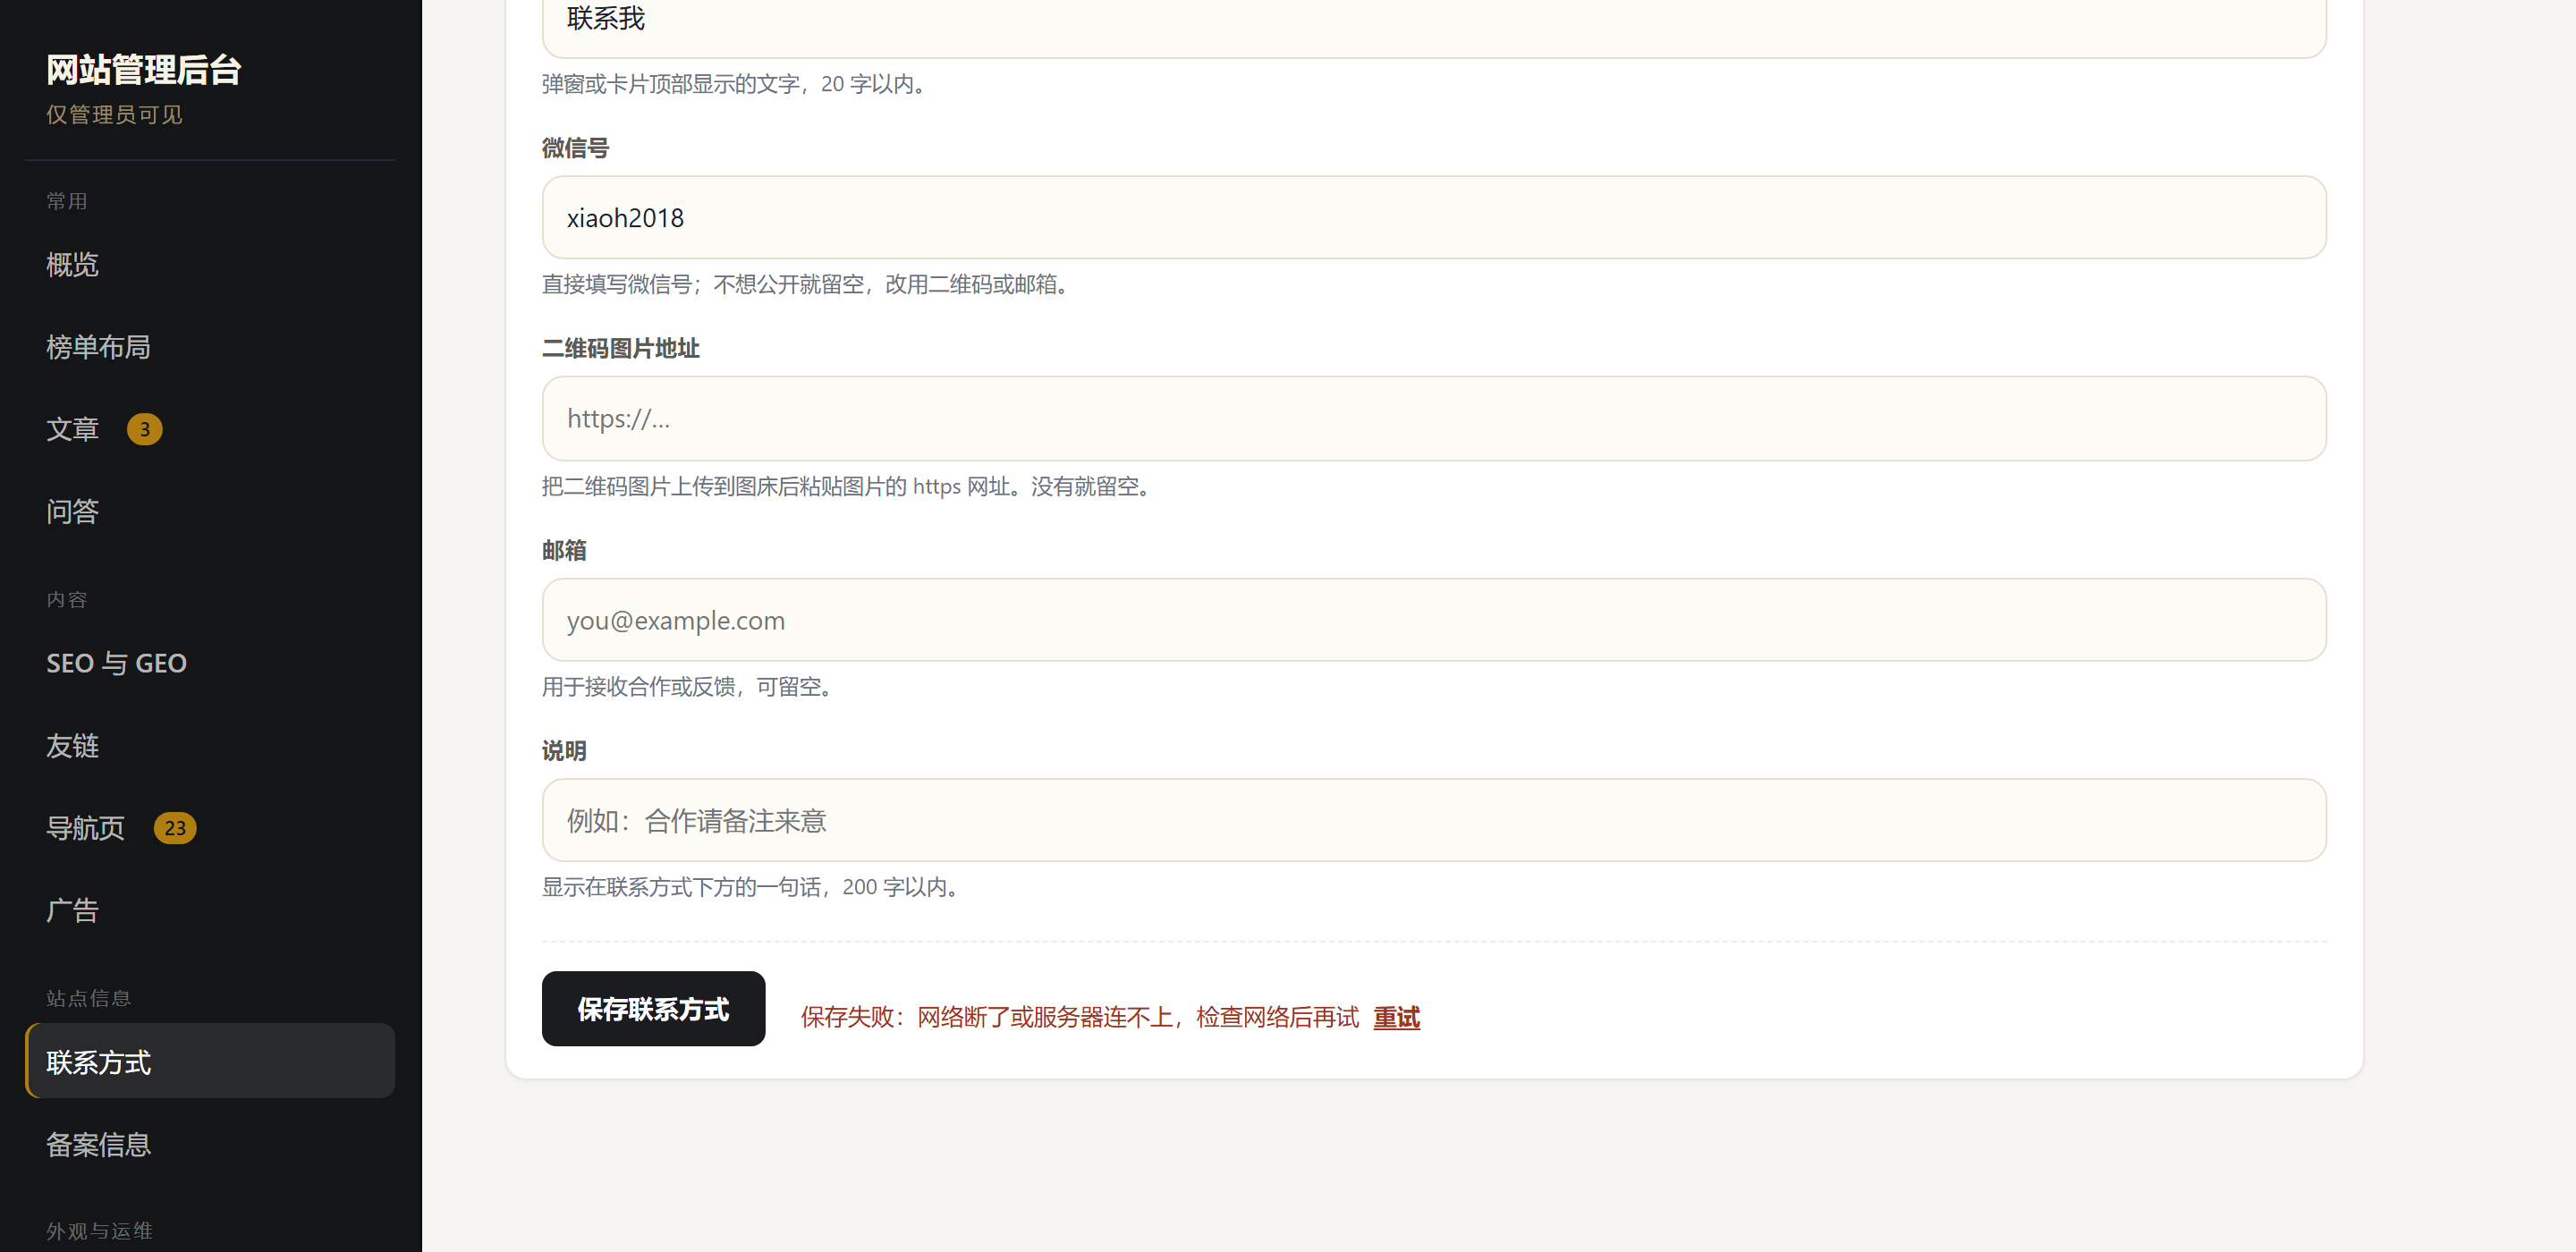 网站管理后台
仅管理员可见
常用
概览
榜单布局
文章 3
问答
内容
SEO 与 GEO
友链
导航页 23
广告
站点信息
联系方式
备案信息
外观与运维
联系我
弹窗或卡片顶部显示的文字，20 字以内。
微信号
xiaoh2018
直接填写微信号；不想公开就留空，改用二维码或邮箱。
二维码图片地址
https://...
把二维码图片上传到图床后粘贴图片的 https 网址。没有就留空。
邮箱
you@example.com
用于接收合作或反馈，可留空。
说明
例如：合作请备注来意
显示在联系方式下方的一句话，200 字以内。
保存联系方式
保存失败：网络断了或服务器连不上，检查网络后再试 重试